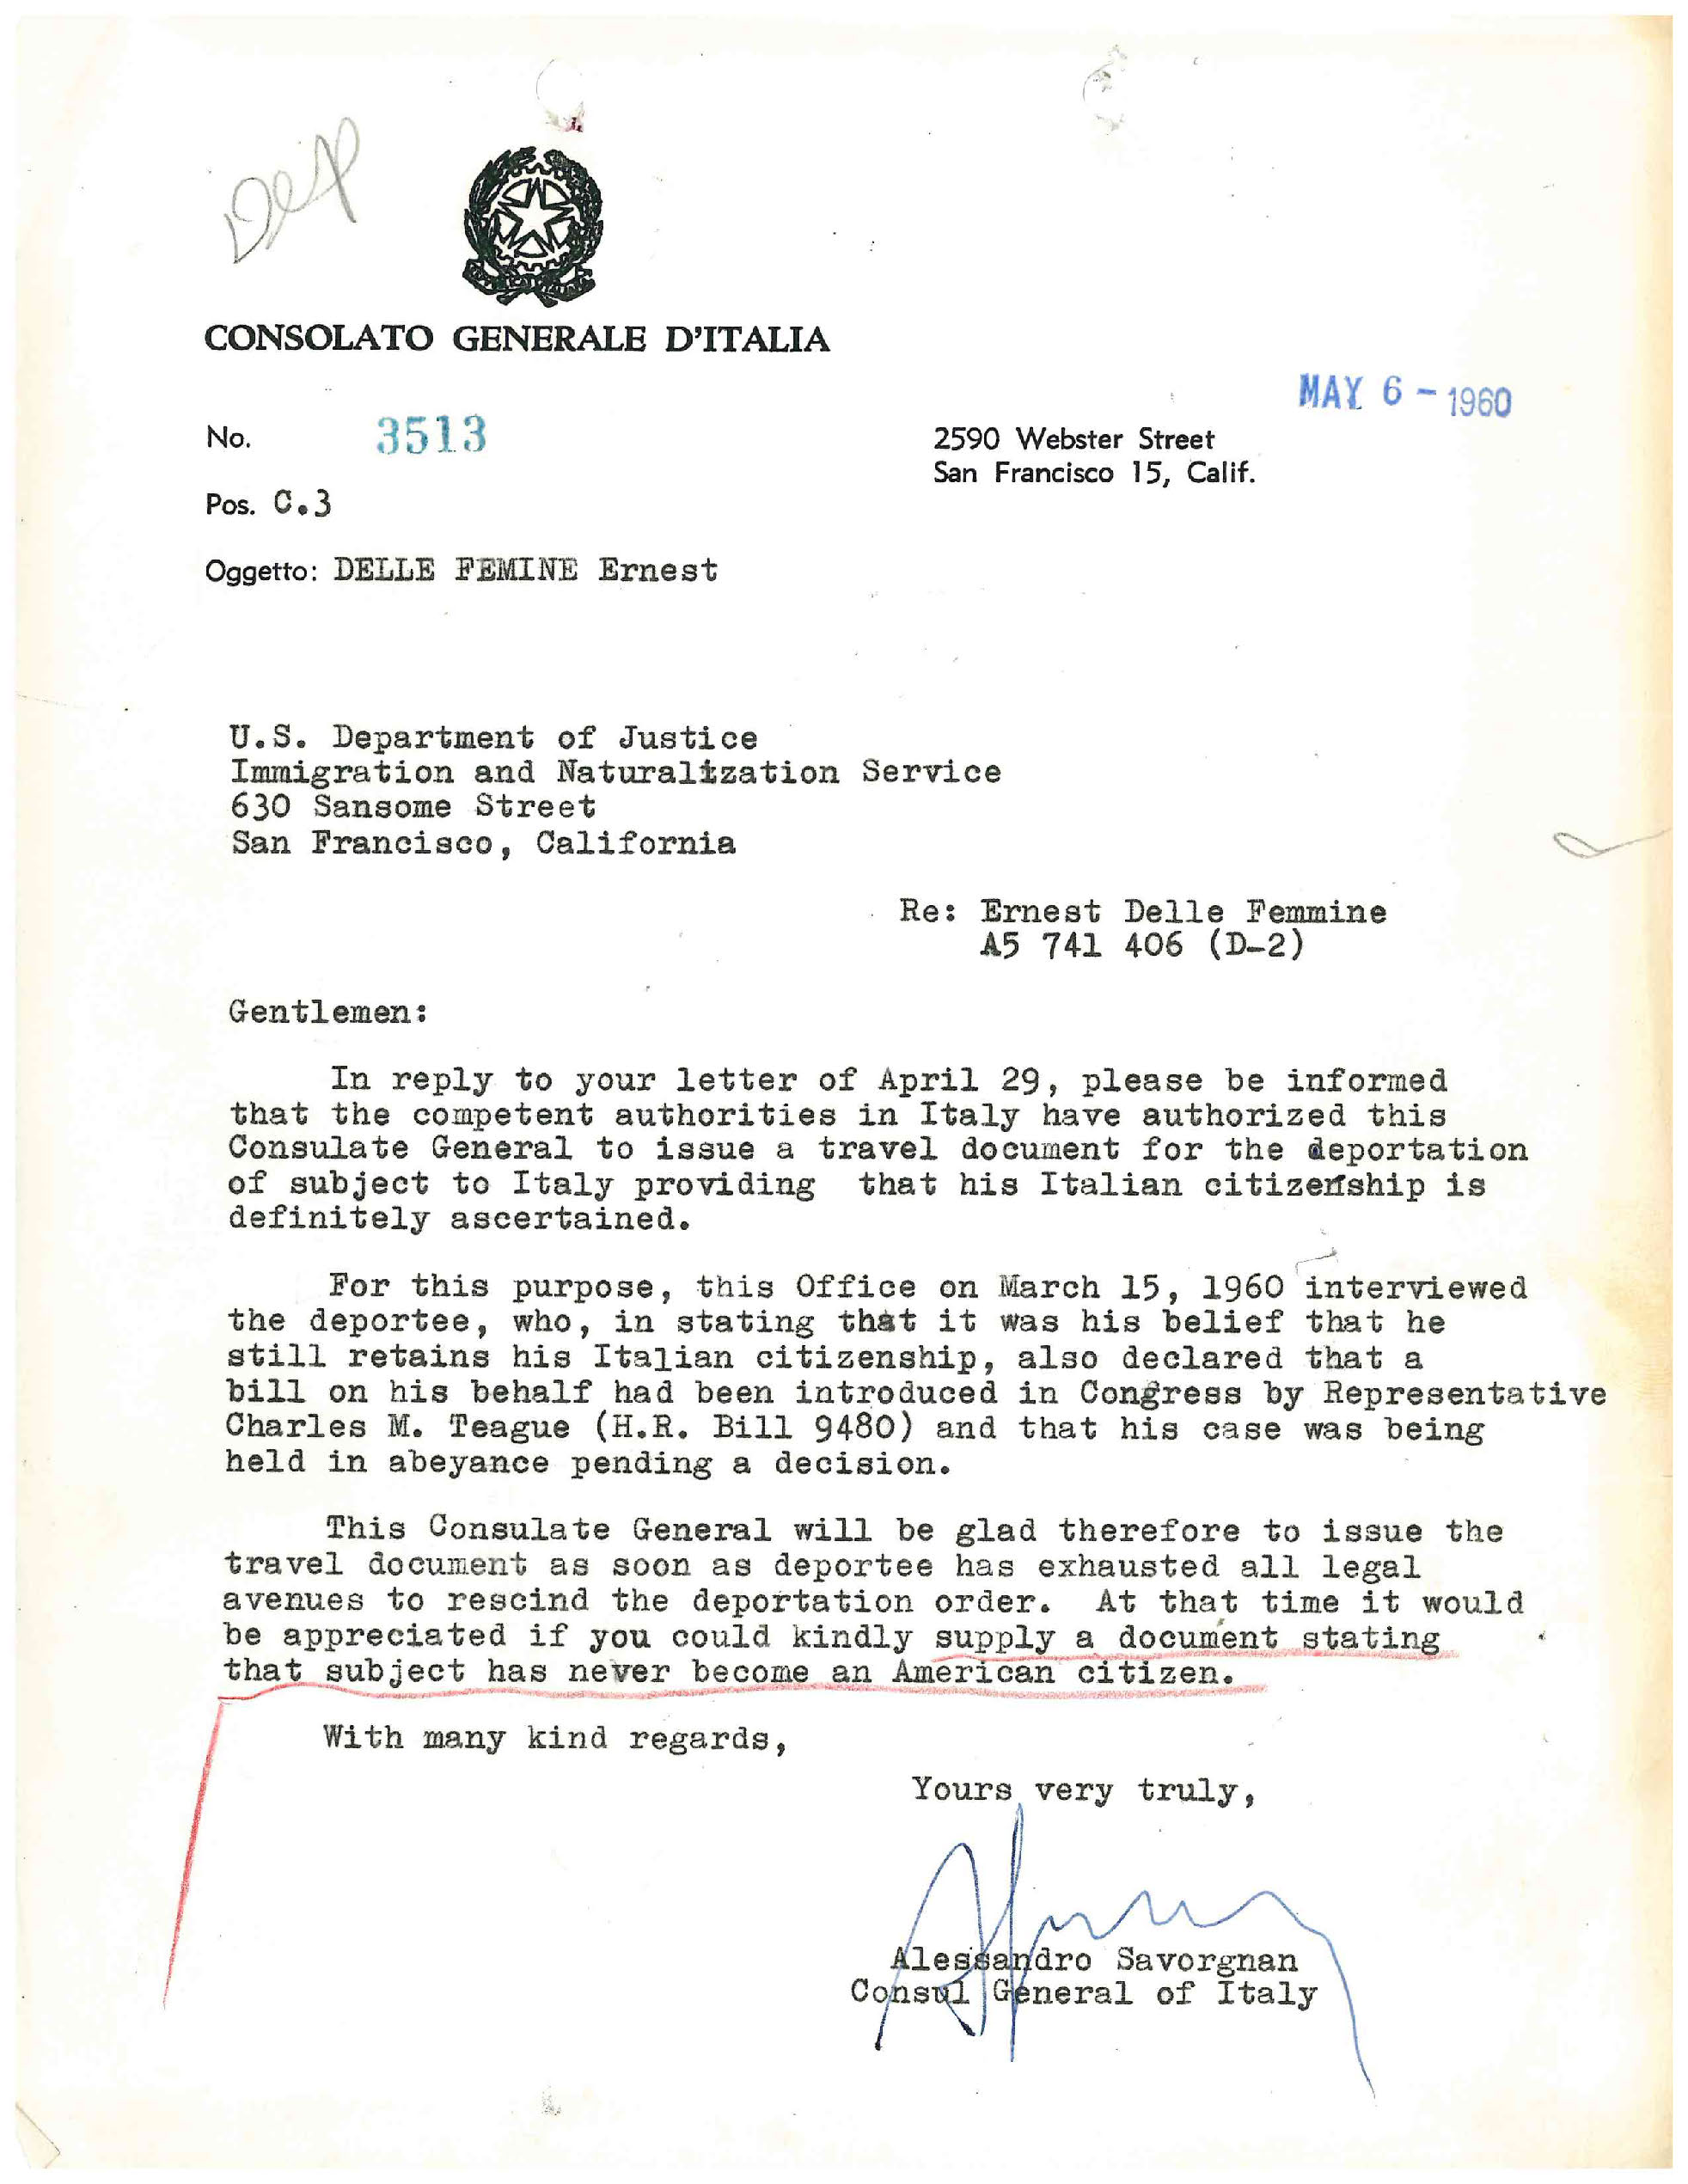 Dep
CONSOLATO GENERALE D'ITALIA
MAY 6 - 1960
No. 3513
2590 Webster Street
San Francisco 15, Calif.
Pos. C.3
Oggetto: DELLE FEMINE Ernest
U.S. Department of Justice
Immigration and Naturalization Service
630 Sansome Street
San Francisco, California
Re: Ernest Delle Femmine
A5 741 406 (D-2)
Gentlemen:
In reply to your letter of April 29, please be informed
that the competent authorities in Italy have authorized this
Consulate General to issue a travel document for the deportation
of subject to Italy providing that his Italian citizenship is
definitely ascertained.
For this purpose, this Office on March 15, 1960 interviewed
the deportee, who, in stating that it was his belief that he
still retains his Italian citizenship, also declared that a
bill on his behalf had been introduced in Congress by Representative
Charles M. Teague (H.R. Bill 9480) and that his case was being
held in abeyance pending a decision.
This Consulate General will be glad therefore to issue the
travel document as soon as deportee has exhausted all legal
avenues to rescind the deportation order. At that time it would
be appreciated if you could kindly supply a document stating
that subject has never become an American citizen.
With many kind regards,
Yours very truly,
Alessandro Savorgnan
Consul General of Italy